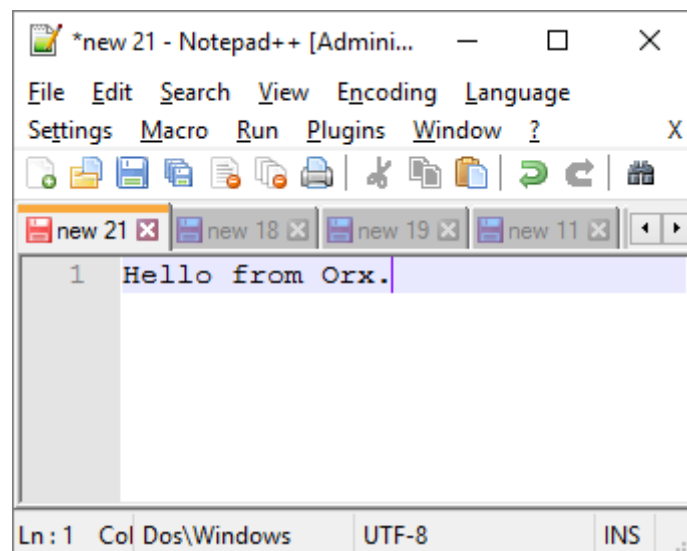 *new 21 - Notepad++ [Admini...
File Edit Search View Encoding Language
Settings Macro Run Plugins Window ? X
new 21 new 18 new 19 new 11
1 Hello from Orx.
Ln : 1 Col Dos\Windows UTF-8 INS